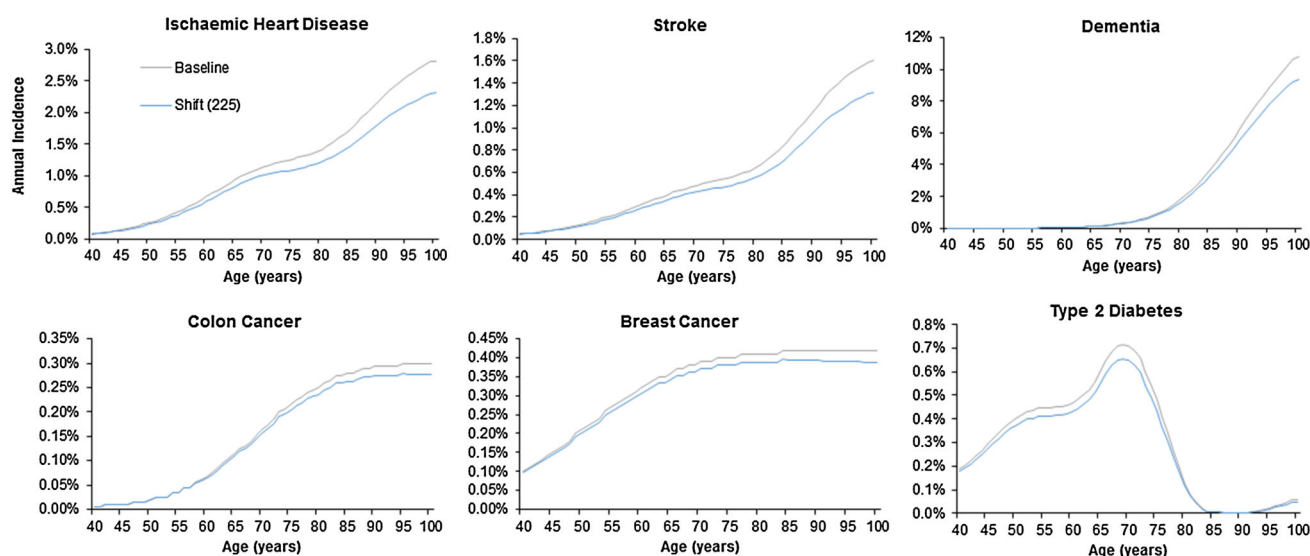 Ischaemic Heart Disease
Annual Incidence
3.0%
2.5%
2.0%
1.5%
1.0%
0.5%
0.0%
Baseline
Shift (225)
40 45 50 55 60 65 70 75 80 85 90 95 100
Age (years)
Stroke
1.8%
1.6%
1.4%
1.2%
1.0%
0.8%
0.6%
0.4%
0.2%
0.0%
40 45 50 55 60 65 70 75 80 85 90 95 100
Age (years)
Dementia
12%
10%
8%
6%
4%
2%
0%
40 45 50 55 60 65 70 75 80 85 90 95 100
Age (years)
Colon Cancer
0.35%
0.30%
0.25%
0.20%
0.15%
0.10%
0.05%
0.00%
40 45 50 55 60 65 70 75 80 85 90 95 100
Age (years)
Breast Cancer
0.45%
0.40%
0.35%
0.30%
0.25%
0.20%
0.15%
0.10%
0.05%
0.00%
40 45 50 55 60 65 70 75 80 85 90 95 100
Age (years)
Type 2 Diabetes
0.8%
0.7%
0.6%
0.5%
0.4%
0.3%
0.2%
0.1%
0.0%
40 45 50 55 60 65 70 75 80 85 90 95 100
Age (years)